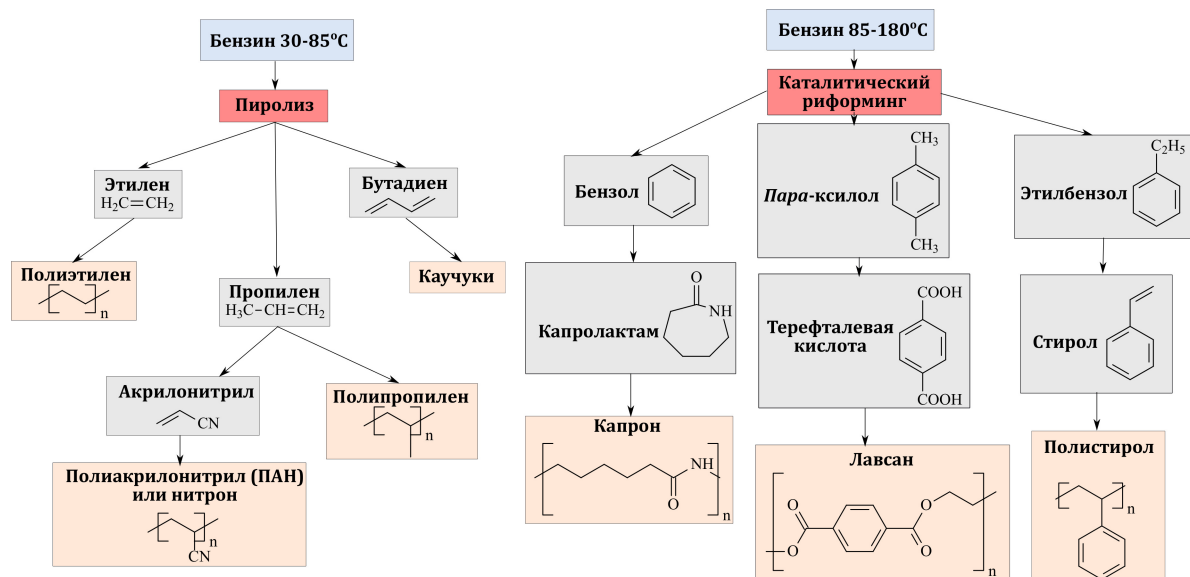 Бензин 30-85°C
Пиролиз
Этилен
H₂C=CH₂
Бутадиен
Полиэтилен
n
Каучуки
Пропилен
H₃C-CH=CH₂
Акрилонитрил
CN
Полипропилен
n
Полиакрилонитрил (ПАН)
или нитрон
n
CN
Бензин 85-180°C
Каталитический
риформинг
Бензол
CH₃
Пара-ксилол
CH₃
C₂H₅
Этилбензол
O
NH
Капролактам
COOH
Терефталевая
кислота
COOH
Стирол
Капрон
NH
O
n
Лавсан
O
O
O
O
n
Полистирол
n